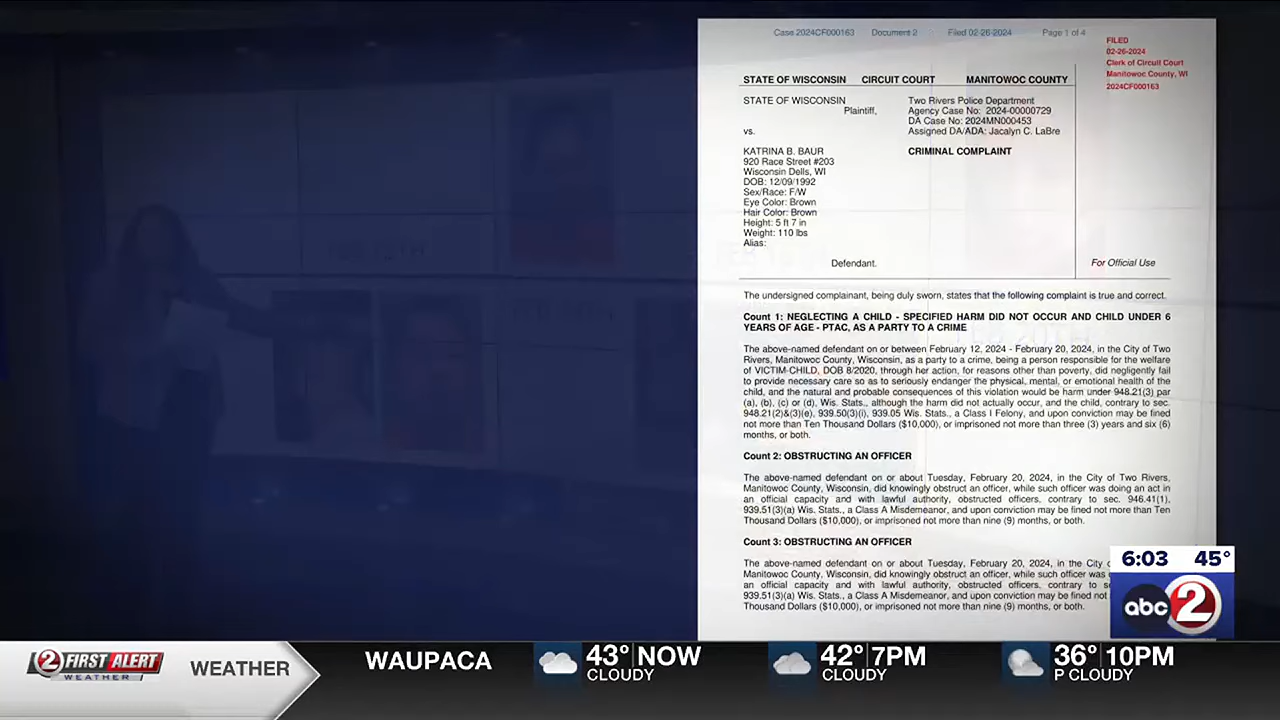 Case 2024CF000163 Document 2 Filed 02-26-2024 Page 1 of 4
FILED
02-26-2024
Clerk of Circuit Court
Manitowoc County, WI
2024CF000163
STATE OF WISCONSIN CIRCUIT COURT MANITOWOC COUNTY
STATE OF WISCONSIN
Plaintiff,
vs.
KATRINA B. BAUR
920 Race Street #203
Wisconsin Dells, WI
DOB: 12/09/1992
Sex/Race: F/W
Eye Color: Brown
Hair Color: Brown
Height: 5 ft 7 in
Weight: 110 lbs
Alias:
Defendant.
Two Rivers Police Department
Agency Case No: 2024-00000729
DA Case No: 2024MN000453
Assigned DA/ADA: Jacalyn C. LaBre
CRIMINAL COMPLAINT
For Official Use
The undersigned complainant, being duly sworn, states that the following complaint is true and correct.
Count 1: NEGLECTING A CHILD - SPECIFIED HARM DID NOT OCCUR AND CHILD UNDER 6
YEARS OF AGE - PTAC, AS A PARTY TO A CRIME
The above-named defendant on or between February 12, 2024 - February 20, 2024, in the City of Two
Rivers, Manitowoc County, Wisconsin, as a party to a crime, being a person responsible for the welfare
of VICTIM-CHILD, DOB 8/2020, through her action, for reasons other than poverty, did negligently fail
to provide necessary care so as to seriously endanger the physical, mental, or emotional health of the
child, and the natural and probable consequences of this violation would be harm under 948.21(3) par
(a), (b), (c) or (d), Wis. Stats., although the harm did not actually occur, and the child, contrary to sec.
948.21(2)&(3)(e), 939.50(3)(i), 939.05 Wis. Stats., a Class I Felony, and upon conviction may be fined
not more than Ten Thousand Dollars ($10,000), or imprisoned not more than three (3) years and six (6)
months, or both.
Count 2: OBSTRUCTING AN OFFICER
The above-named defendant on or about Tuesday, February 20, 2024, in the City of Two Rivers,
Manitowoc County, Wisconsin, did knowingly obstruct an officer, while such officer was doing an act in
an official capacity and with lawful authority, obstructed officers, contrary to sec. 946.41(1),
939.51(3)(a) Wis. Stats., a Class A Misdemeanor, and upon conviction may be fined not more than Ten
Thousand Dollars ($10,000), or imprisoned not more than nine (9) months, or both.
Count 3: OBSTRUCTING AN OFFICER
The above-named defendant on or about Tuesday, February 20, 2024, in the City
Manitowoc County, Wisconsin, did knowingly obstruct an officer, while such officer was
an official capacity and with lawful authority, obstructed officers, contrary to
939.51(3)(a) Wis. Stats., a Class A Misdemeanor, and upon conviction may be fined not
Thousand Dollars ($10,000), or imprisoned not more than nine (9) months, or both.
6:03 45°
abc 2
2 FIRST ALERT
WEATHER
WEATHER
WAUPACA
43° NOW
CLOUDY
42° 7PM
CLOUDY
36° 10PM
P CLOUDY